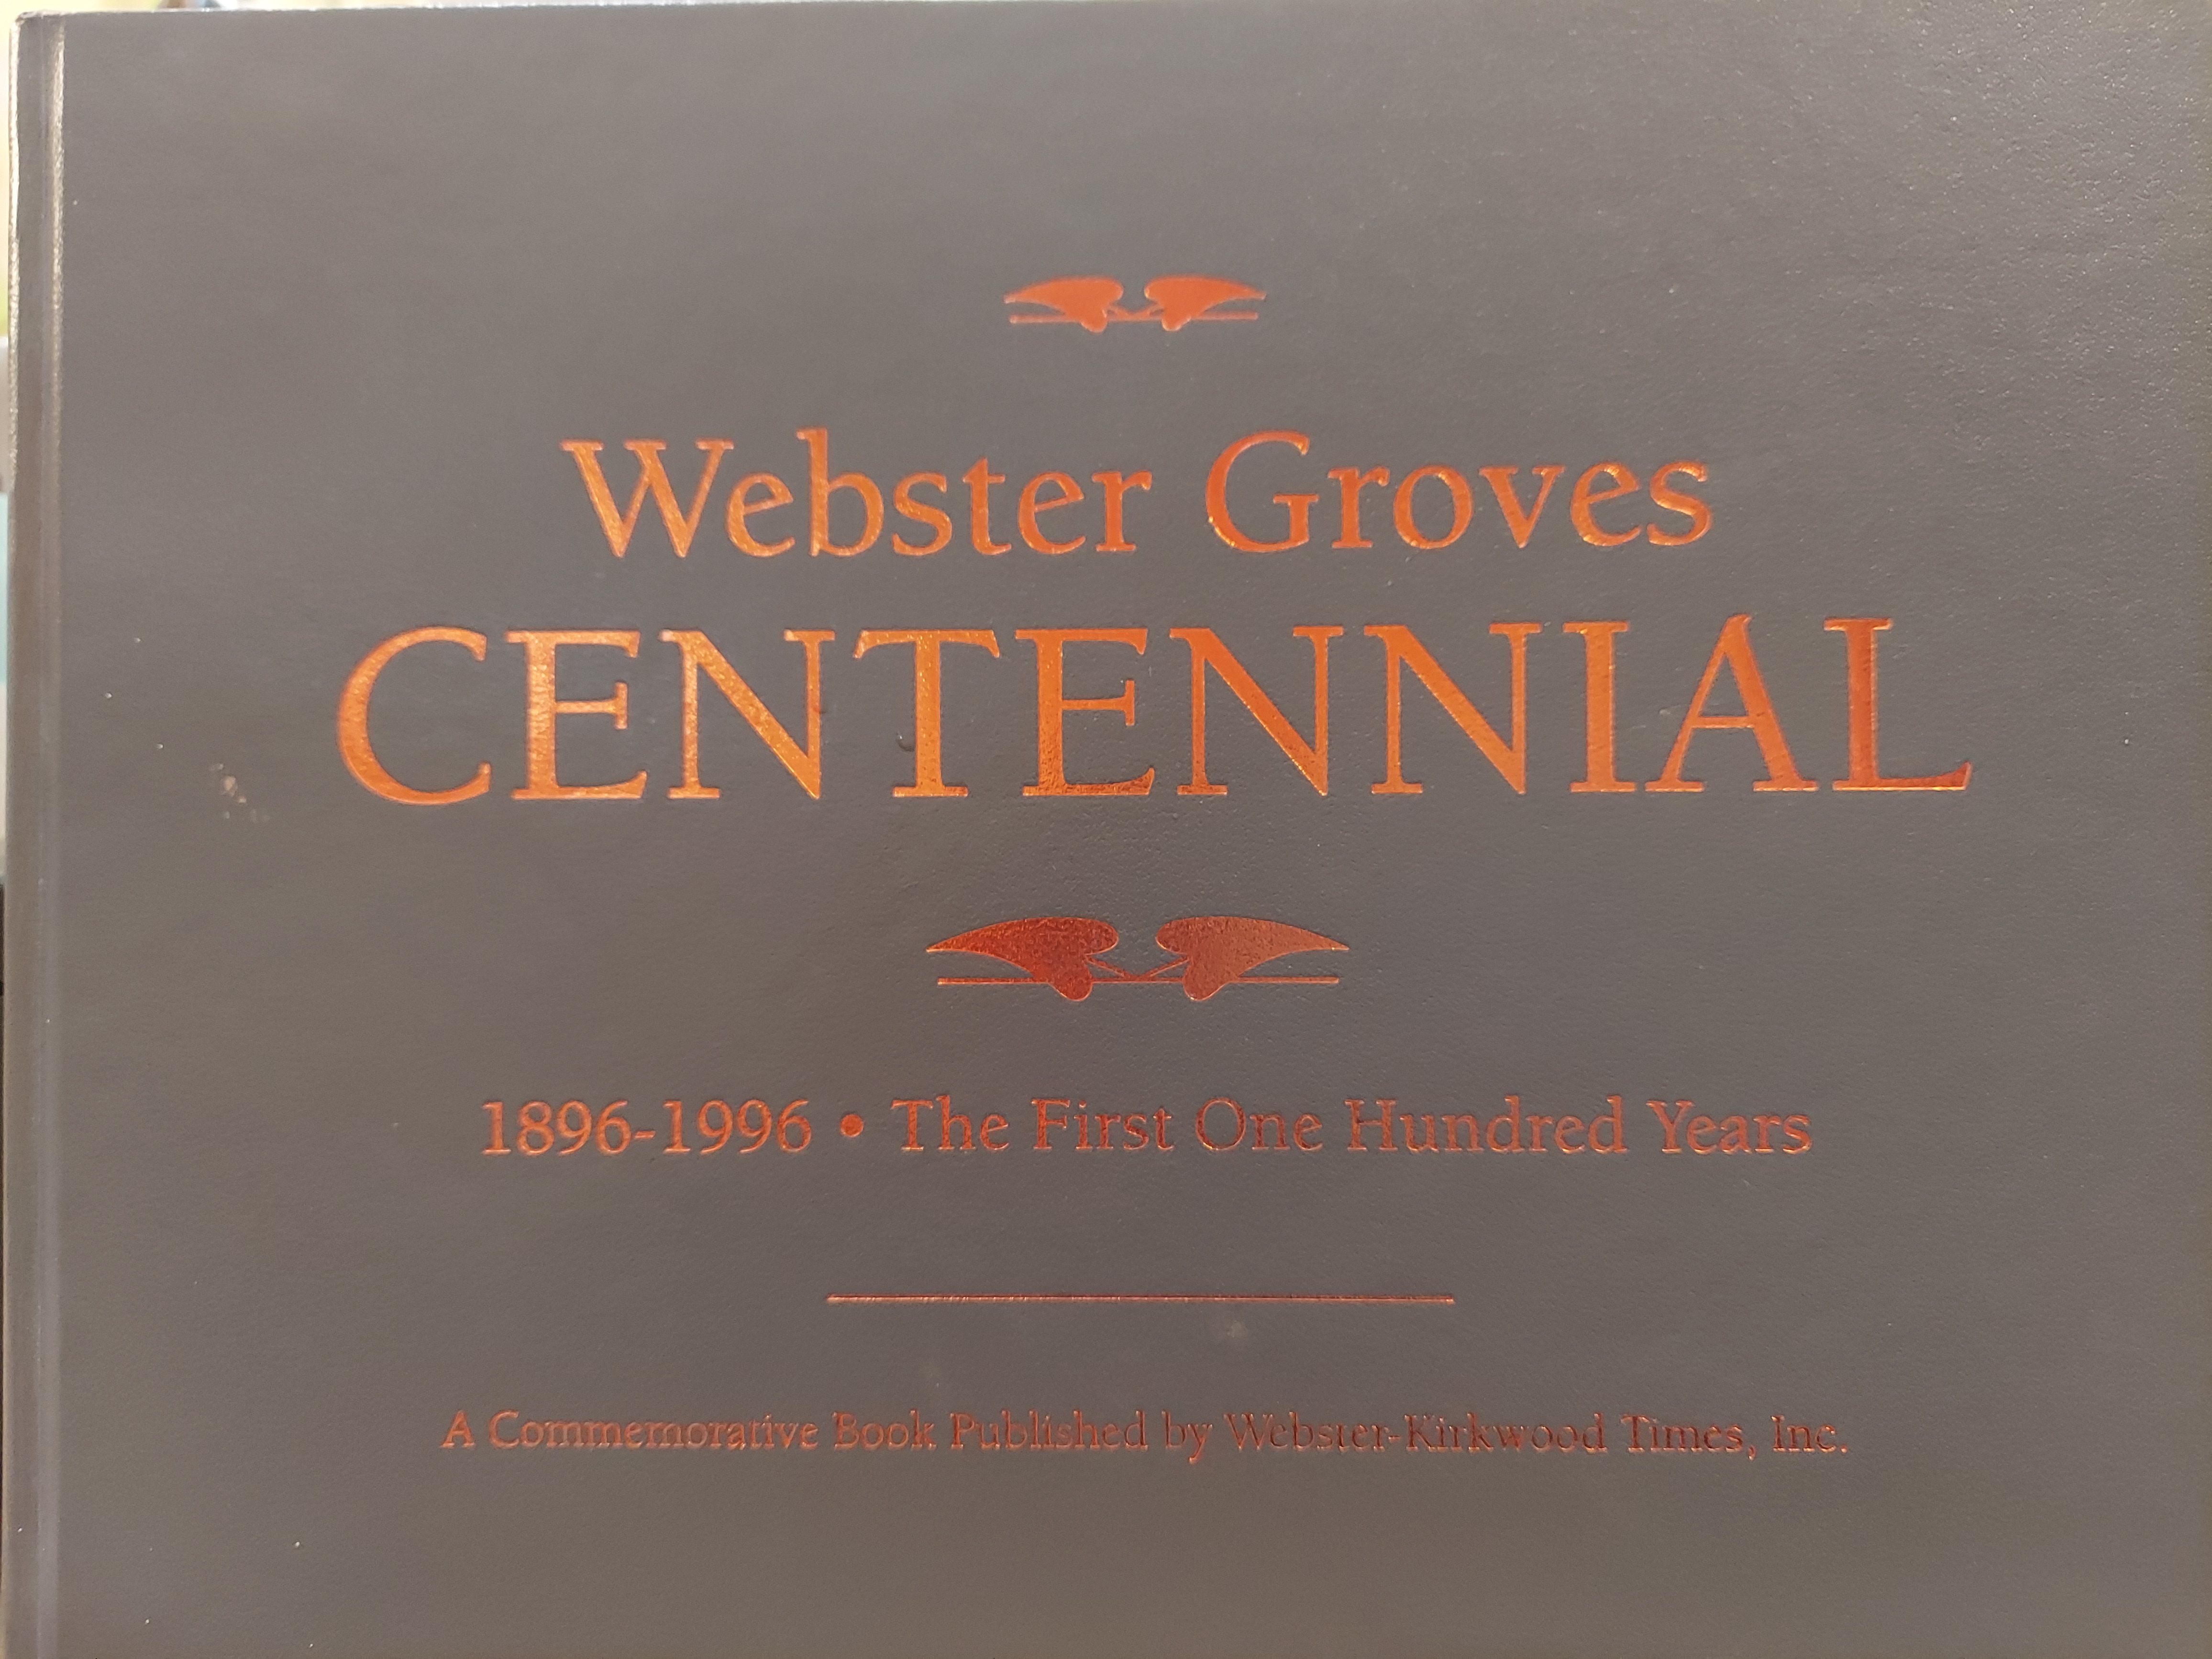 Webster Groves
CENTENNIAL
1896-1996 • The First One Hundred Years
A Commemorative Book Published by Webster-Kirkwood Times, Inc.